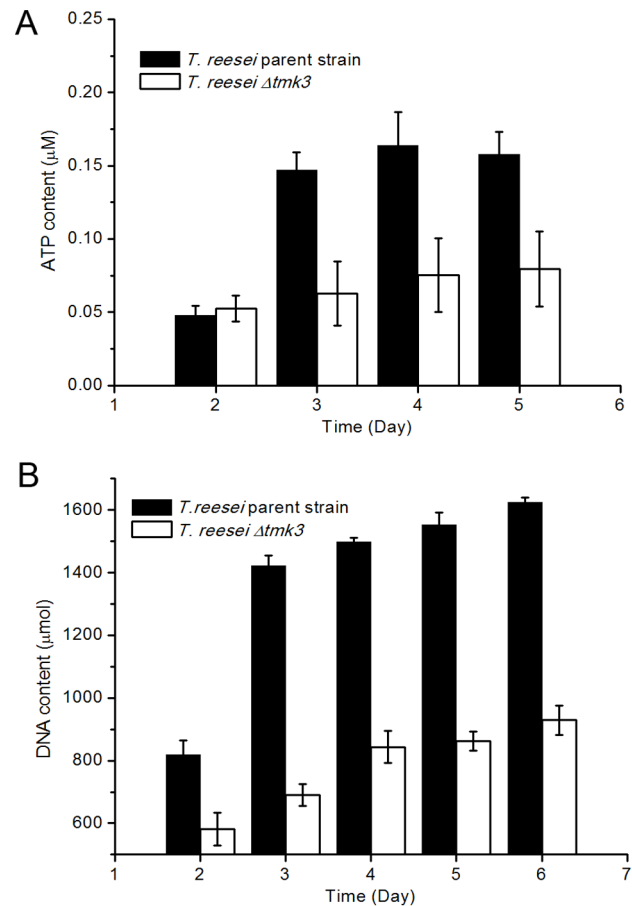 A
0.25
0.20
0.15
0.10
0.05
0.00
ATP content (μM)
T. reesei parent strain
T. reesei Δtmk3
1 2 3 4 5 6
Time (Day)
B
1600
1400
1200
1000
800
600
DNA content (μmol)
T.reesei parent strain
T. reesei Δtmk3
1 2 3 4 5 6 7
Time (Day)